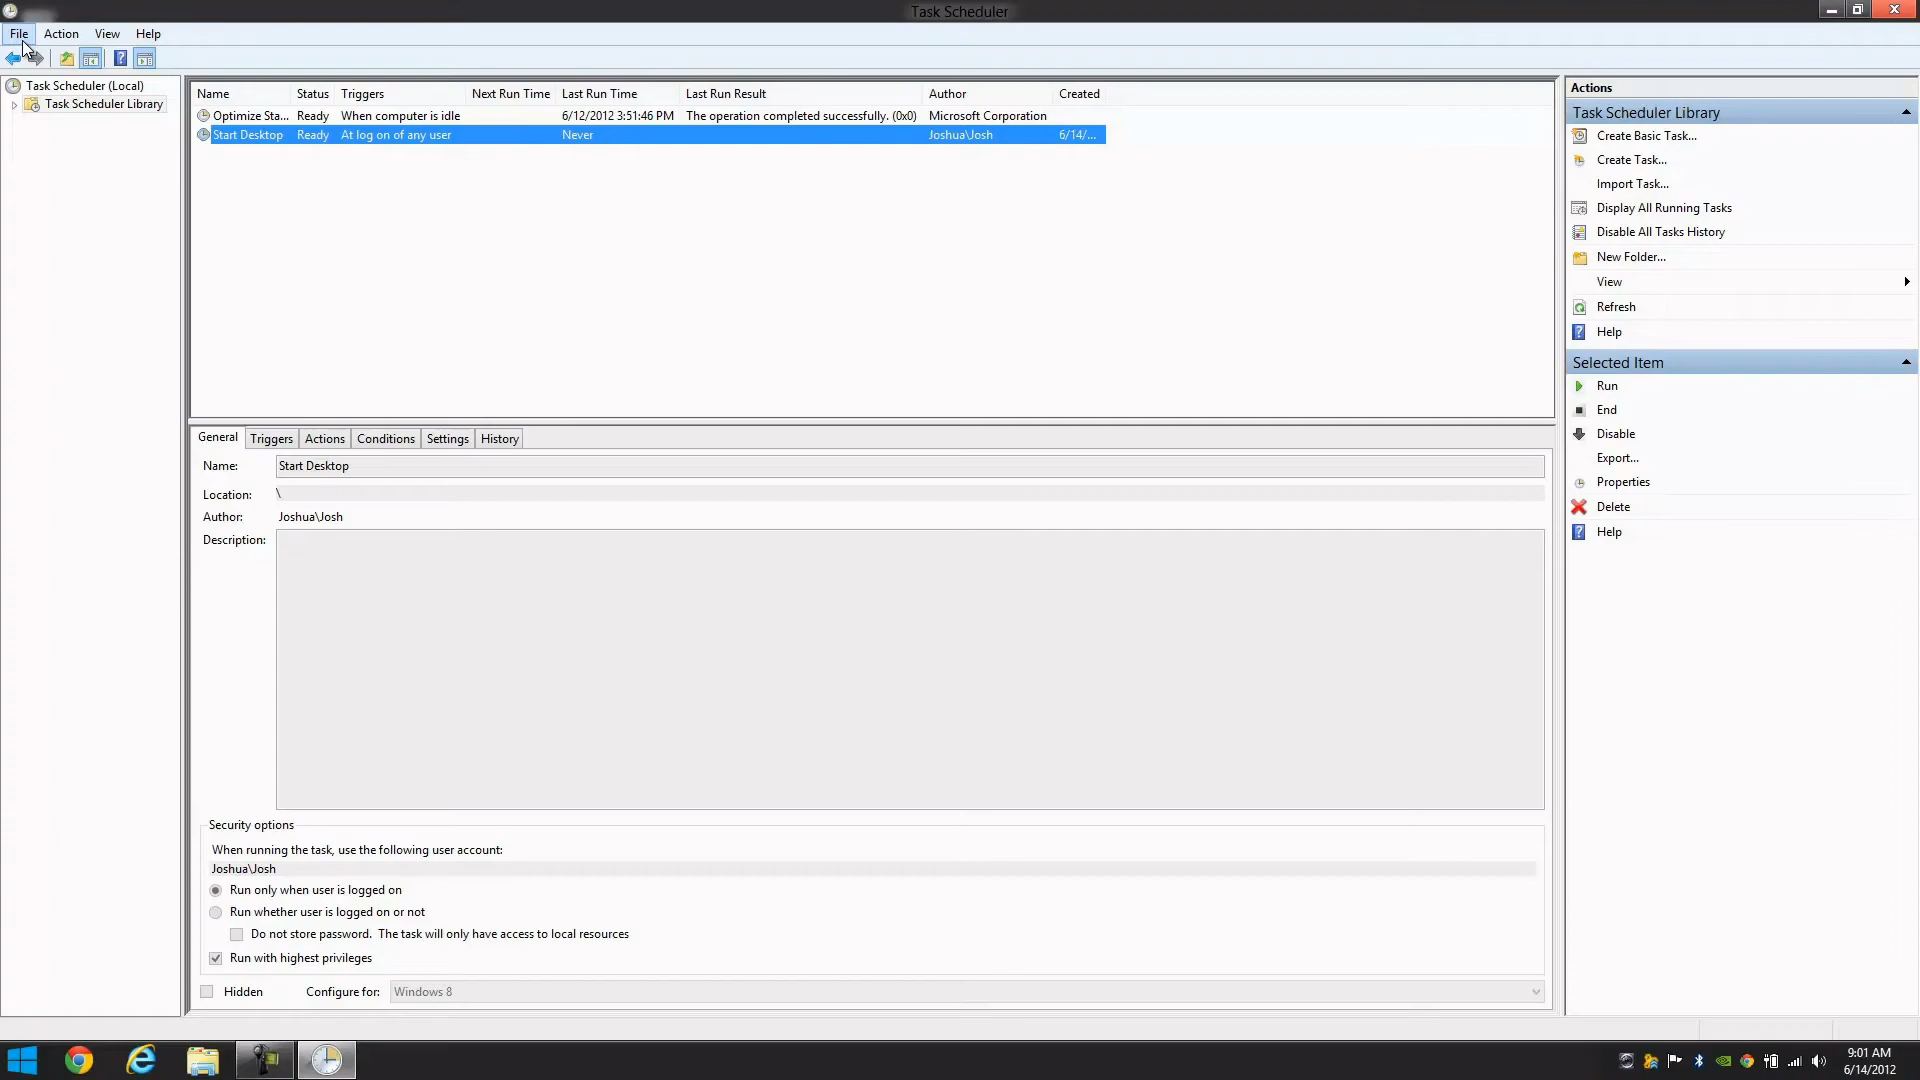 Task Scheduler
File Action View Help
Task Scheduler (Local)
Task Scheduler Library
Name Status Triggers Next Run Time Last Run Time Last Run Result Author Created
Optimize Sta... Ready When computer is idle 6/12/2012 3:51:46 PM The operation completed successfully. (0x0) Microsoft Corporation
Start Desktop Ready At log on of any user Never Joshua\Josh 6/14/...
General Triggers Actions Conditions Settings History
Name: Start Desktop
Location: \
Author: Joshua\Josh
Description:
Security options
When running the task, use the following user account:
Joshua\Josh
Run only when user is logged on
Run whether user is logged on or not
Do not store password. The task will only have access to local resources
Run with highest privileges
Hidden Configure for: Windows 8
Actions
Task Scheduler Library
Create Basic Task...
Create Task...
Import Task...
Display All Running Tasks
Disable All Tasks History
New Folder...
View
Refresh
Help
Selected Item
Run
End
Disable
Export...
Properties
Delete
Help
9:01 AM
6/14/2012